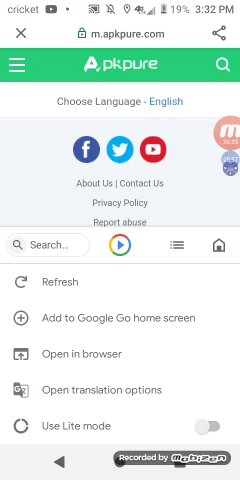 cricket 19% 3:32 PM
m.apkpure.com
Apkpure
Choose Language - English
About Us | Contact Us
Privacy Policy
Report abuse
Search...
Refresh
Add to Google Go home screen
Open in browser
Open translation options
Use Lite mode
Recorded by mobizen